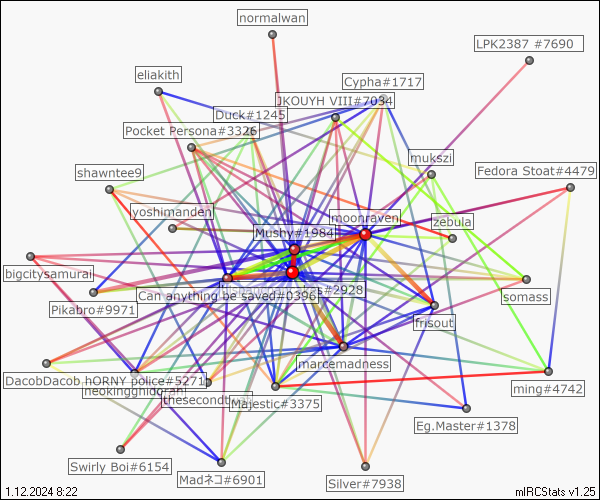 normalwan
LPK2387 #7690
eliakith
Cypha#1717
JKOUYH VIII#7034
Duck#1245
Pocket Persona#3326
mukszi
shawntee9
Fedora Stoat#4479
yoshimanden
moonraven
zebula
Mushy#1984
bigcitysamurai
#2928
Can anything be saved#0396
somass
Pikabro#9971
frisout
marcemadness
DacobDacob
hORNY police#5271
neokingghidorah
ming#4742
thesecondtwin
Majestic#3375
Eg.Master#1378
Swirly Boi#6154
Madネコ#6901
Silver#7938
1.12.2024 8:22
mIRCStats v1.25